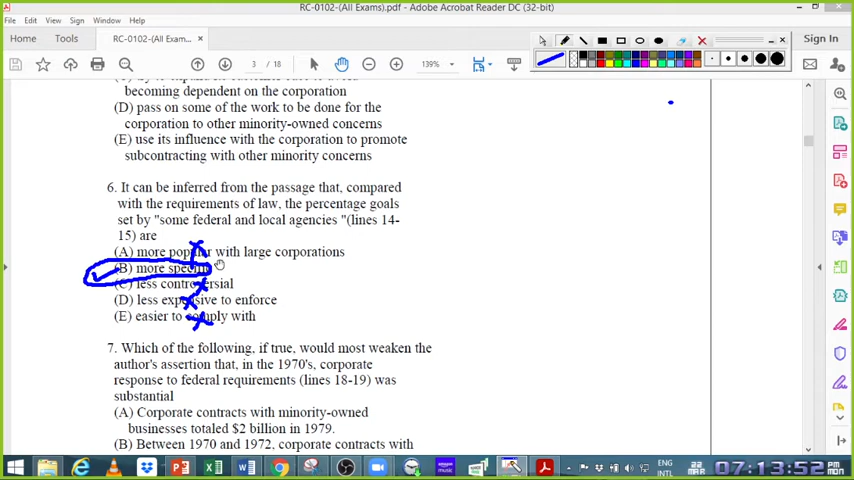 RC-0102-(All Exams).pdf - Adobe Acrobat Reader DC (32-bit)
File Edit View Sign Window Help
Home Tools RC-0102-(All Exam... × Sign In
3 / 18 139%
becoming dependent on the corporation
(D) pass on some of the work to be done for the
corporation to other minority-owned concerns
(E) use its influence with the corporation to promote
subcontracting with other minority concerns
6. It can be inferred from the passage that, compared
with the requirements of law, the percentage goals
set by "some federal and local agencies "(lines 14-
15) are
(A) more popular with large corporations
(B) more specific
(C) less controversial
(D) less expensive to enforce
(E) easier to comply with
7. Which of the following, if true, would most weaken the
author's assertion that, in the 1970's, corporate
response to federal requirements (lines 18-19) was
substantial
(A) Corporate contracts with minority-owned
businesses totaled $2 billion in 1979.
(B) Between 1970 and 1972, corporate contracts with
ENG
INTL
22
MAR
07:13:52
PM
MON